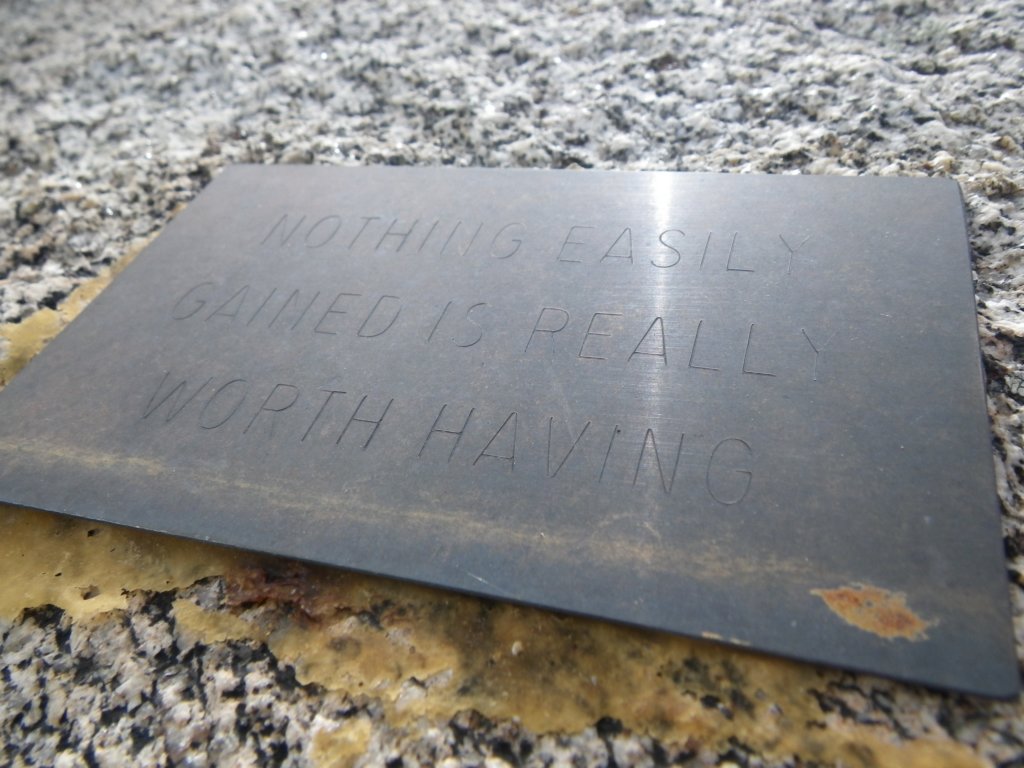 NOTHING EASILY
GAINED IS REALLY
WORTH HAVING